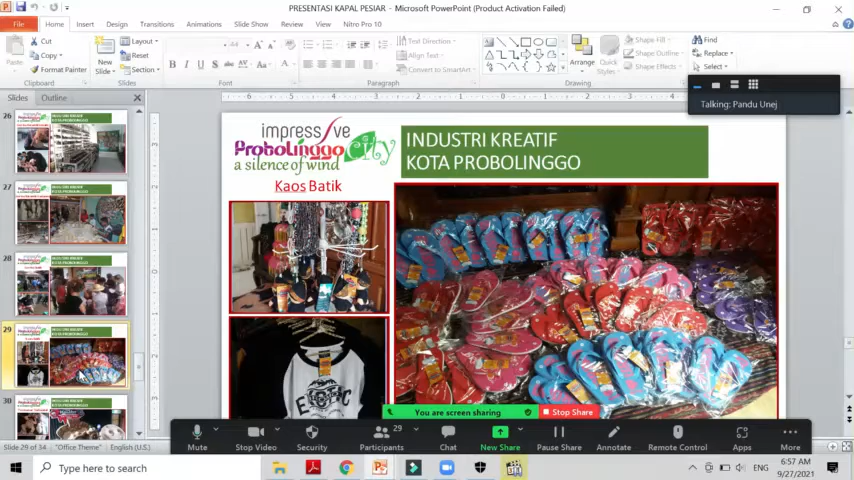 PRESENTASI KAPAL PESIAR - Microsoft PowerPoint (Product Activation Failed)
File Home Insert Design Transitions Animations Slide Show Review View Nitro Pro 10
Paste
Cut
Copy
Format Painter
Clipboard
New Slide
Layout
Reset
Section
Slides
B I U S
Font
Paragraph
Text Direction
Align Text
Convert to SmartArt
Arrange
Quick Styles
Shape Fill
Shape Outline
Shape Effects
Drawing
Find
Replace
Select
Talking: Pandu Unej
Slides Outline
26
27
28
29
30
impressive
Probolinggo city
a silence of wind
Kaos Batik
INDUSTRI KREATIF
KOTA PROBOLINGGO
You are screen sharing
Stop Share
Mute
Stop Video
Security
Participants 29
Chat
New Share
Pause Share
Annotate
Remote Control
Apps
More
Slide 29 of 34 "Office Theme" English (U.S.)
Type here to search
ENG
6:57 AM
9/27/2021